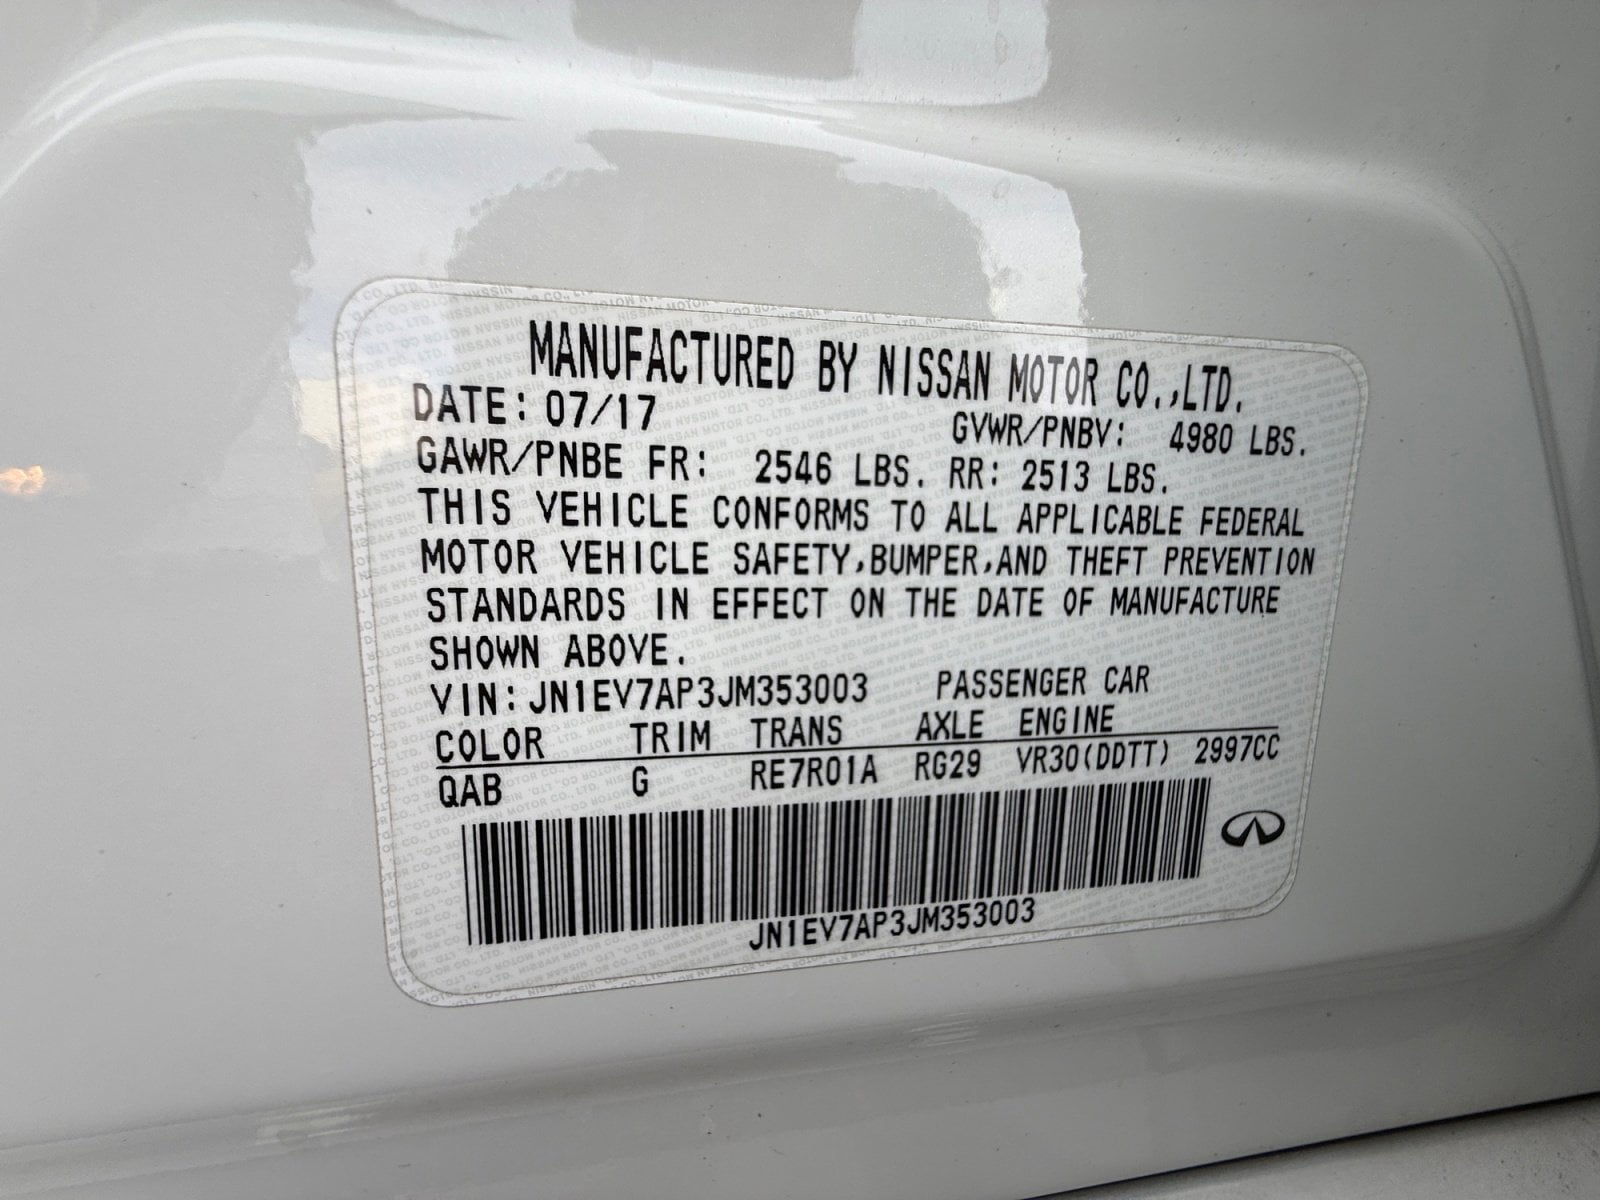 MANUFACTURED BY NISSAN MOTOR CO.,LTD.
DATE: 07/17 GVWR/PNBV: 4980 LBS.
GAWR/PNBE FR: 2546 LBS. RR: 2513 LBS.
THIS VEHICLE CONFORMS TO ALL APPLICABLE FEDERAL
MOTOR VEHICLE SAFETY,BUMPER,AND THEFT PREVENTION
STANDARDS IN EFFECT ON THE DATE OF MANUFACTURE
SHOWN ABOVE.
VIN:JN1EV7AP3JM353003 PASSENGER CAR
COLOR TRIM TRANS AXLE ENGINE
QAB G RE7R01A RG29 VR30(DDTT) 2997CC
JN1EV7AP3JM353003